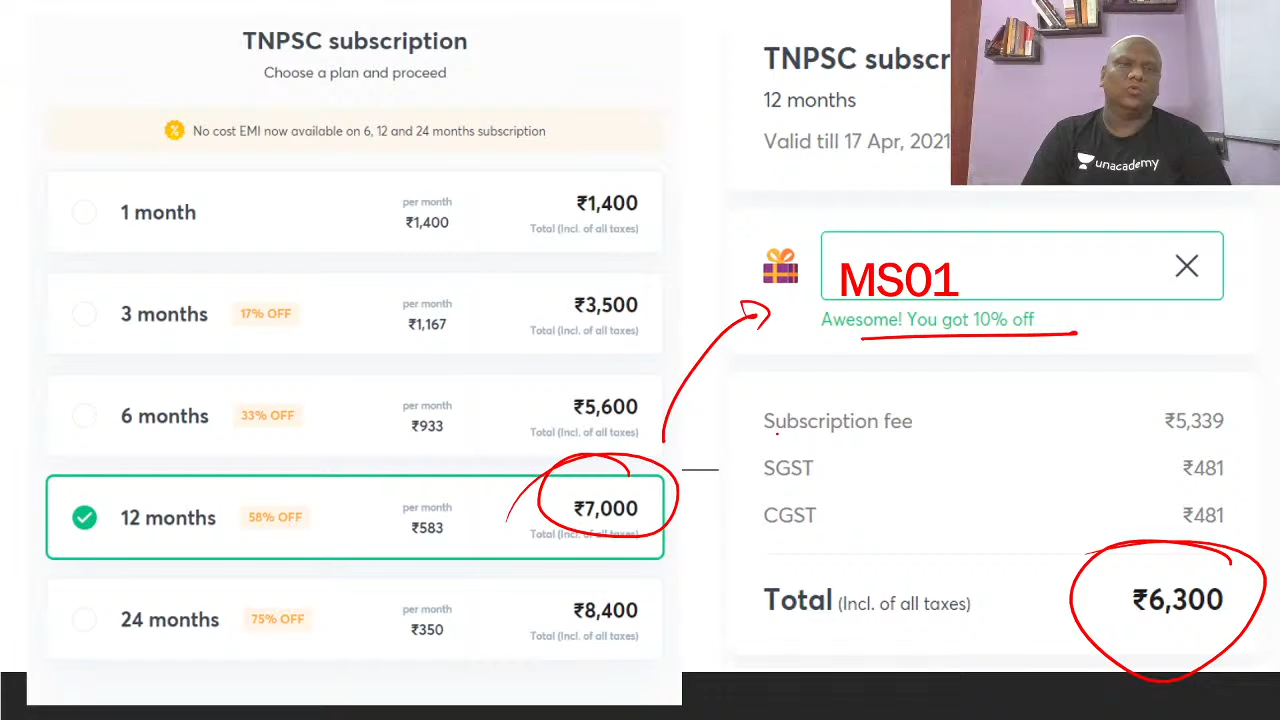 TNPSC subscription
Choose a plan and proceed
No cost EMI now available on 6, 12 and 24 months subscription
1 month
per month
₹1,400
₹1,400
Total (Incl. of all taxes)
3 months 17% OFF
per month
₹1,167
₹3,500
Total (Incl. of all taxes)
6 months 33% OFF
per month
₹933
₹5,600
Total (Incl. of all taxes)
12 months 58% OFF
per month
₹583
₹7,000
Total (Incl. of all taxes)
24 months 75% OFF
per month
₹350
₹8,400
Total (Incl. of all taxes)
TNPSC subscr
12 months
Valid till 17 Apr, 2021
unacademy
MS01
Awesome! You got 10% off
Subscription fee ₹5,339
SGST ₹481
CGST ₹481
Total (Incl. of all taxes) ₹6,300